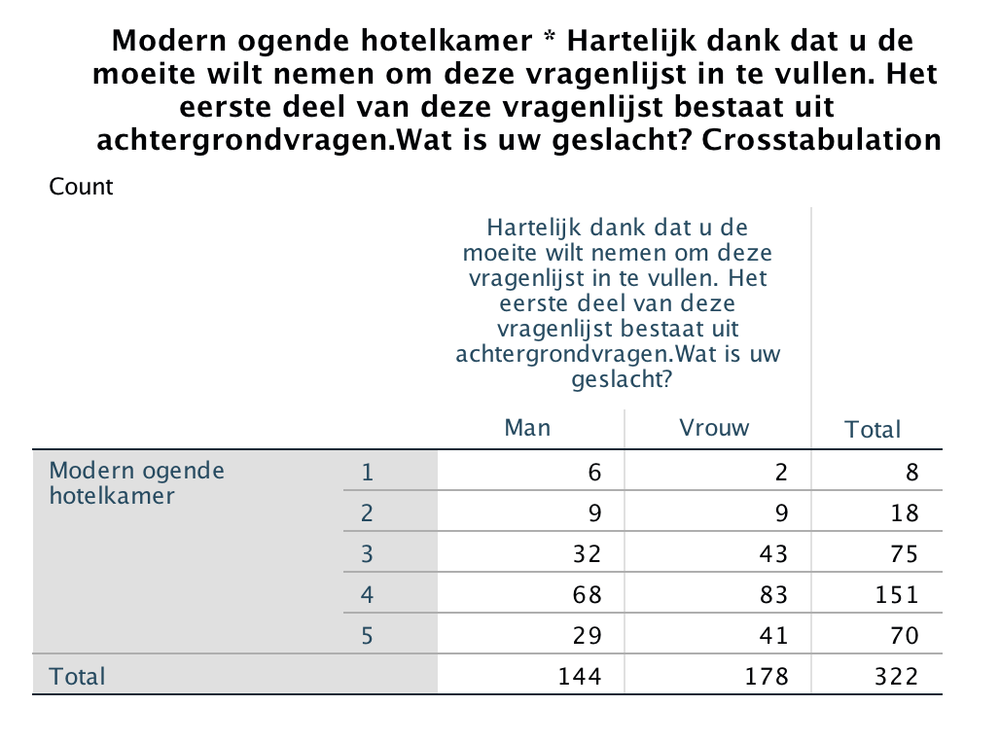 Modern ogende hotelkamer * Hartelijk dank dat u de
moeite wilt nemen om deze vragenlijst in te vullen. Het
eerste deel van deze vragenlijst bestaat uit
achtergrondvragen.Wat is uw geslacht? Crosstabulation
Count
Hartelijk dank dat u de
moeite wilt nemen om deze
vragenlijst in te vullen. Het
eerste deel van deze
vragenlijst bestaat uit
achtergrondvragen.Wat is uw
geslacht?
Man Vrouw Total
Modern ogende
hotelkamer
1 6 2 8
2 9 9 18
3 32 43 75
4 68 83 151
5 29 41 70
Total 144 178 322